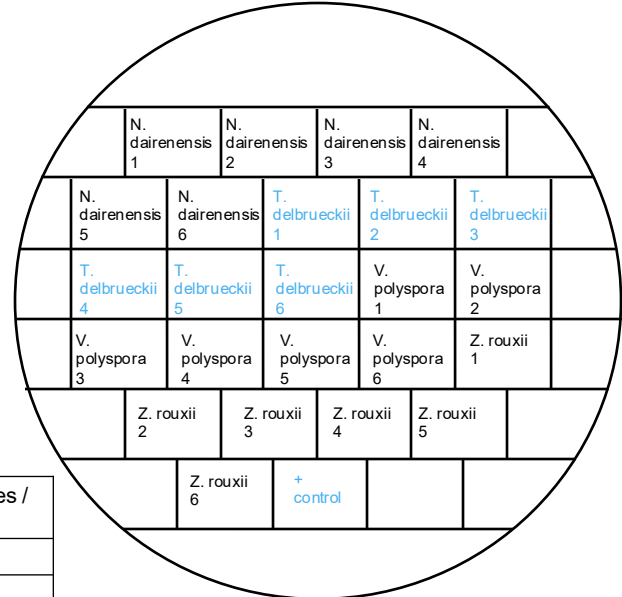 N. dairenensis 1
N. dairenensis 2
N. dairenensis 3
N. dairenensis 4
N. dairenensis 5
N. dairenensis 6
T. delbrueckii 1
T. delbrueckii 2
T. delbrueckii 3
T. delbrueckii 4
T. delbrueckii 5
T. delbrueckii 6
V. polyspora 1
V. polyspora 2
V. polyspora 3
V. polyspora 4
V. polyspora 5
V. polyspora 6
Z. rouxii 1
Z. rouxii 2
Z. rouxii 3
Z. rouxii 4
Z. rouxii 5
Z. rouxii 6
+ control
es /